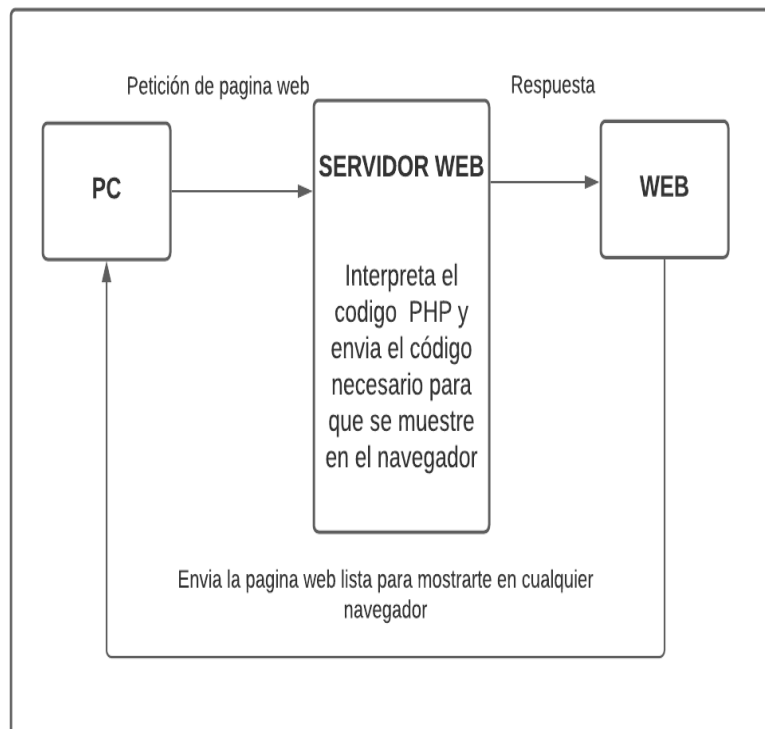 Petición de pagina web
Respuesta
PC
SERVIDOR WEB
WEB
Interpreta el
codigo PHP y
envia el código
necesario para
que se muestre
en el navegador
Envia la pagina web lista para mostrarte en cualquier
navegador